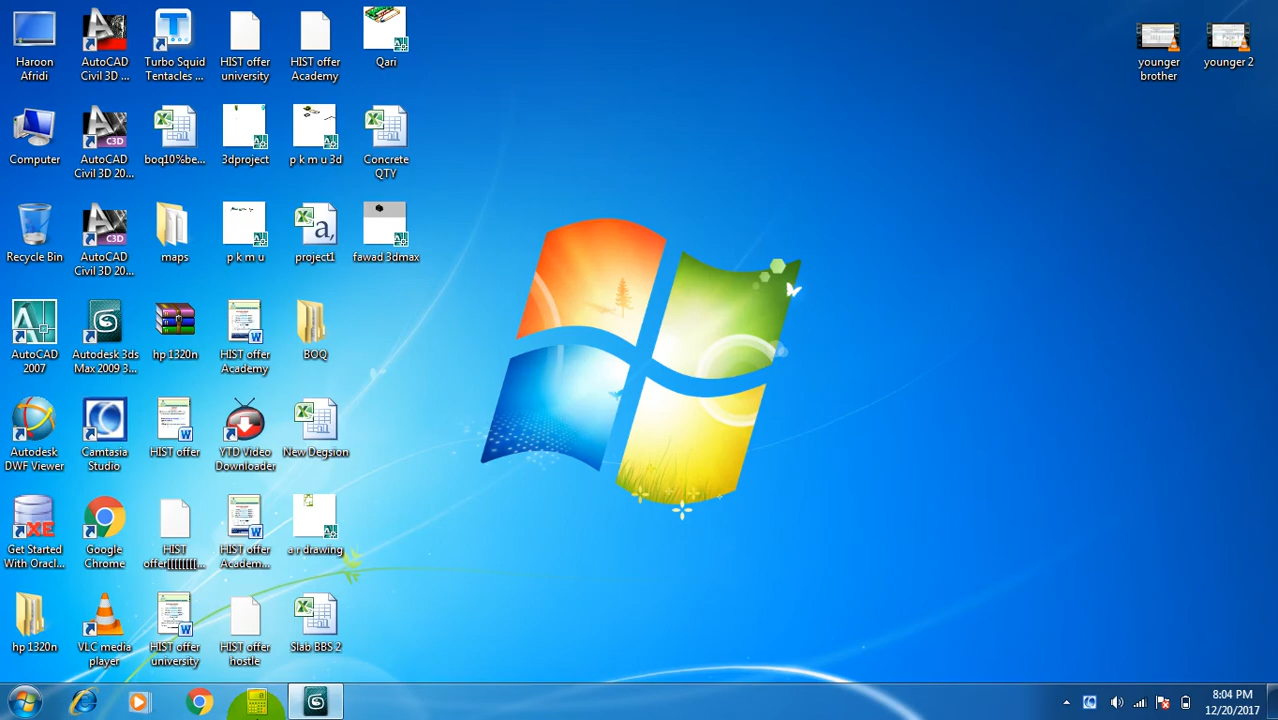 Haroon
Afridi
AutoCAD
Civil 3D ...
Turbo Squid
Tentacles ...
HIST offer
university
HIST offer
Academy
Qari
younger
brother
younger 2
Computer
AutoCAD
Civil 3D 20...
boq10%be...
3dproject
p k m u 3d
Concrete
QTY
Recycle Bin
AutoCAD
Civil 3D 20...
maps
p k m u
project1
fawad 3dmax
AutoCAD
2007
Autodesk 3ds
Max 2009 3...
hp 1320n
HIST offer
Academy
BOQ
Autodesk
DWF Viewer
Camtasia
Studio
HIST offer
YTD Video
Downloader
New Degsion
XE
Get Started
With Oracl...
Google
Chrome
HIST
offer[[[[[[[[...
HIST offer
Academ...
a r drawing
hp 1320n
VLC media
player
HIST offer
university
HIST offer
hostle
Slab BBS 2
8:04 PM
12/20/2017